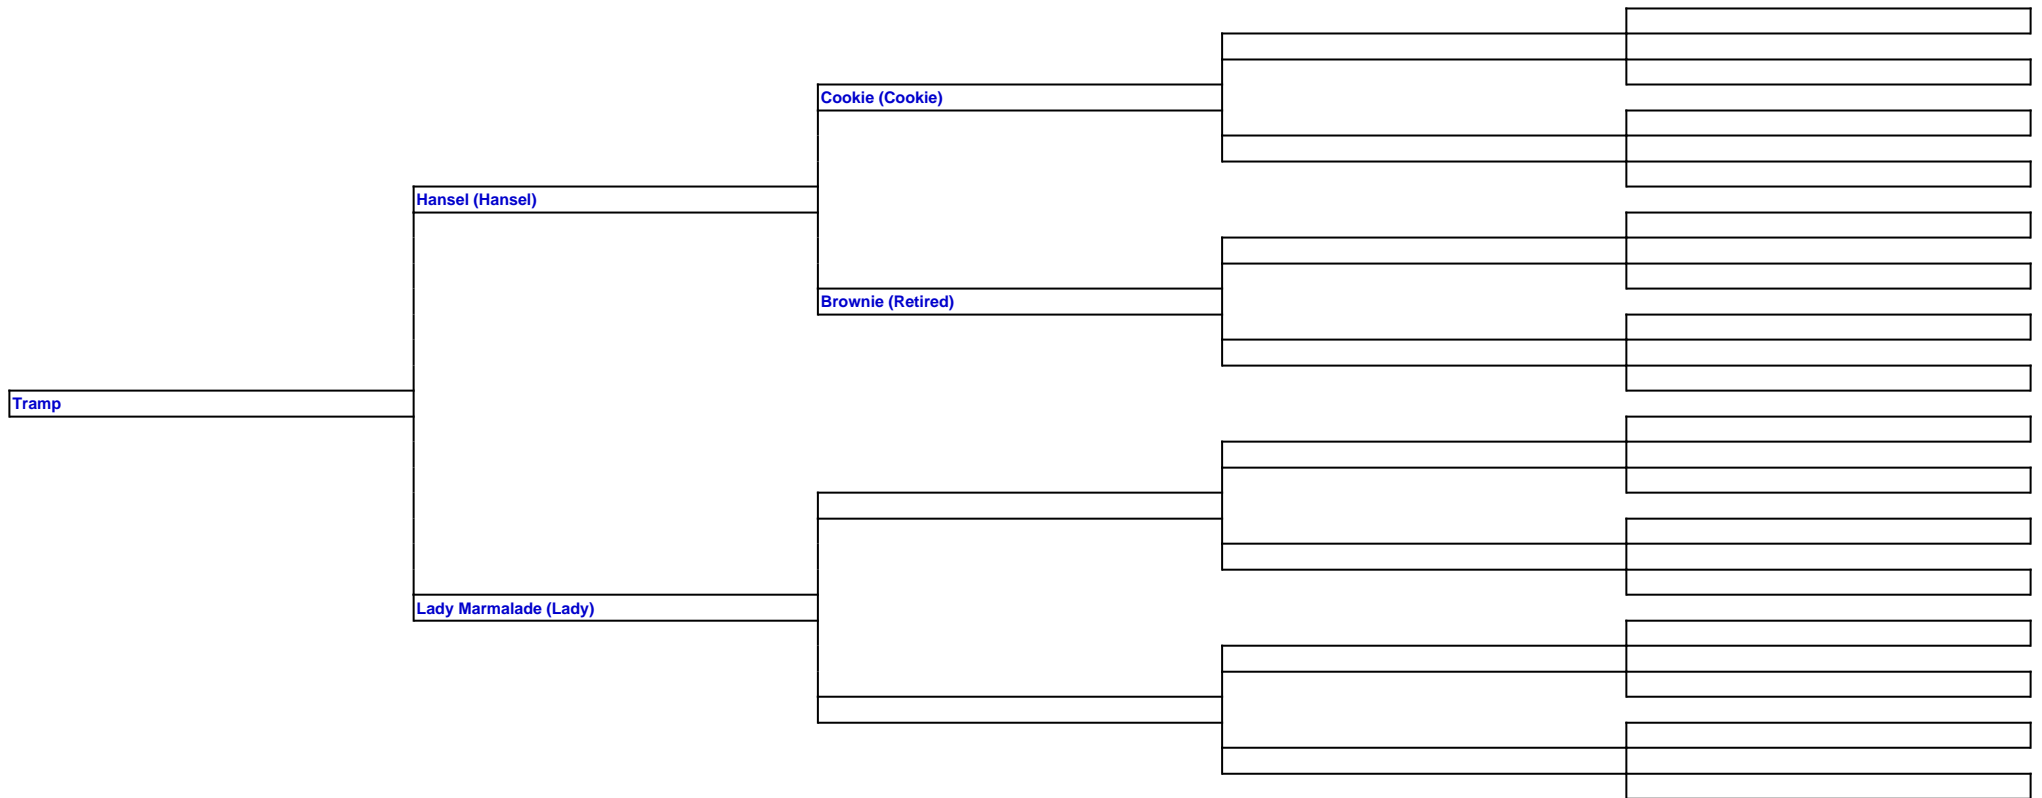 Cookie (Cookie)
Hansel (Hansel)
Brownie (Retired)
Tramp
Lady Marmalade (Lady)